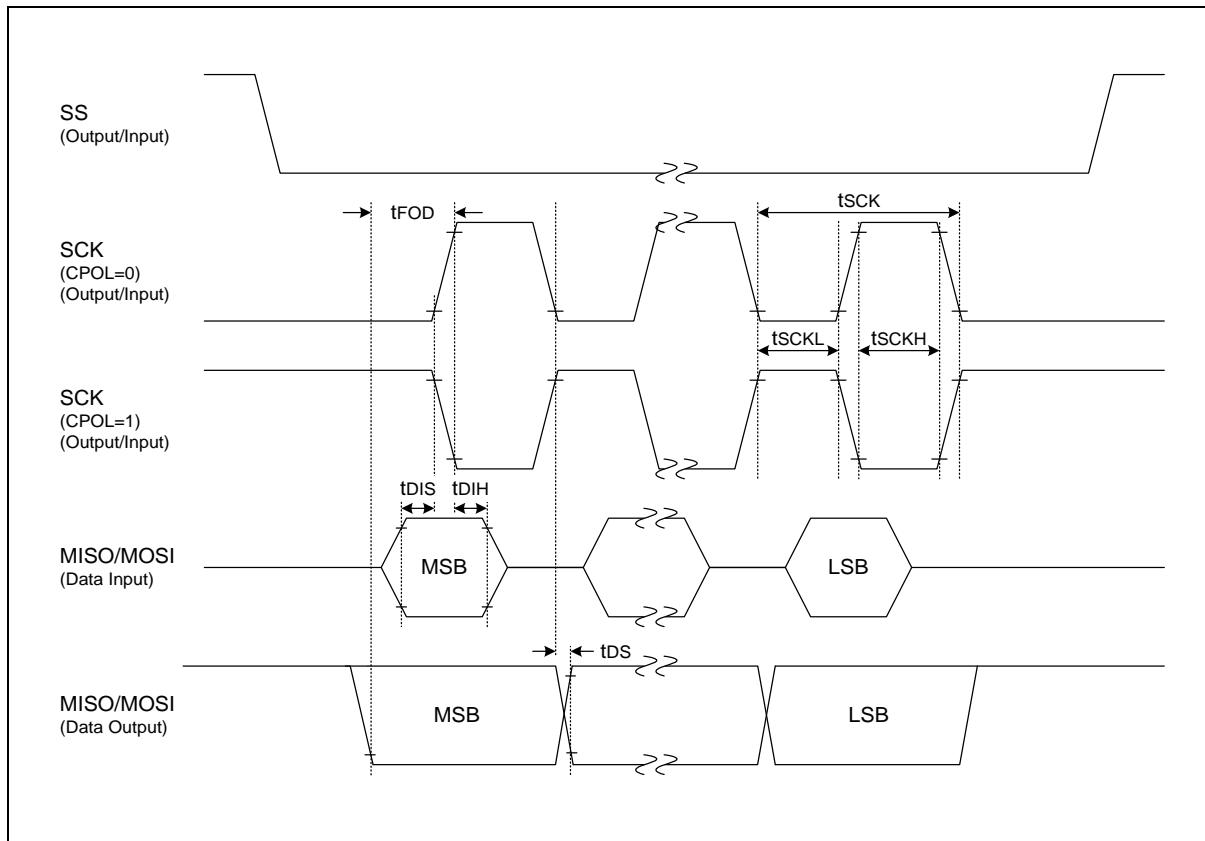 SS
(Output/Input)
tFOD
tSCK
SCK
(CPOL=0)
(Output/Input)
tSCKL
tSCKH
SCK
(CPOL=1)
(Output/Input)
tDIS
tDIH
MISO/MOSI
(Data Input)
MSB
LSB
tDS
MISO/MOSI
(Data Output)
MSB
LSB